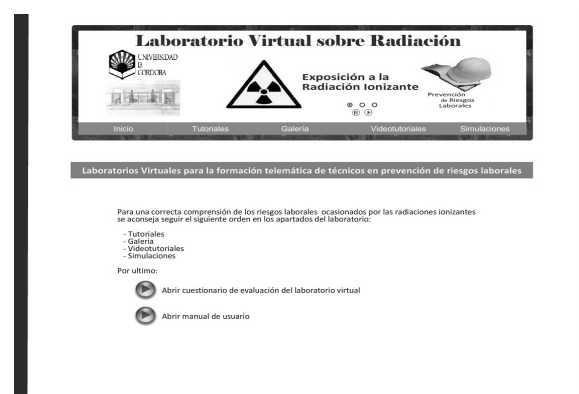 Laboratorio Virtual sobre Radiación
UNIVERSIDAD
D
CORDOBA
Exposición a la
Radiación Ionizante
Prevención
de Riesgos
Laborales
Inicio Tutoriales Galería Videotutoriales Simulaciones
Laboratorios Virtuales para la formación telemática de técnicos en prevención de riesgos laborales
Para una correcta comprensión de los riesgos laborales ocasionados por las radiaciones ionizantes
se aconseja seguir el siguiente orden en los apartados del laboratorio:
- Tutoriales
- Galeria
- Videotutoriales
- Simulaciones
Por ultimo:
Abrir cuestionario de evaluación del laboratorio virtual
Abrir manual de usuario